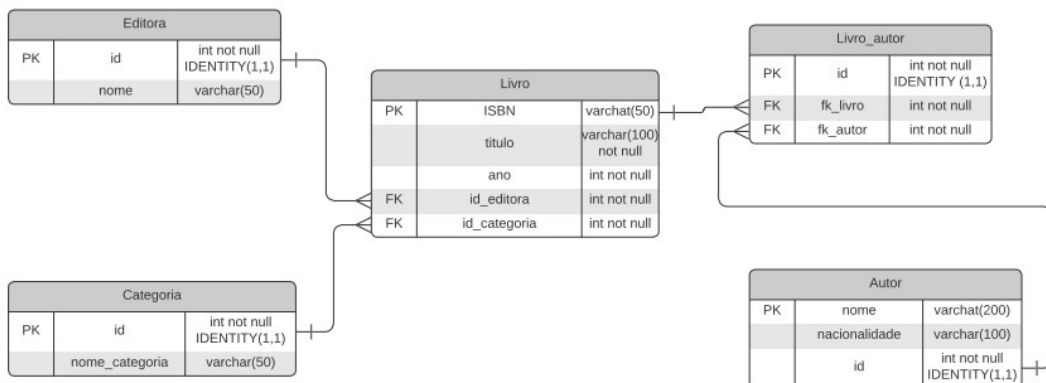 Editora
PK id int not null
IDENTITY(1,1)
nome varchar(50)
Livro
PK ISBN varchat(50)
titulo varchar(100)
not null
ano int not null
FK id_editora int not null
FK id_categoria int not null
Livro_autor
PK id int not null
IDENTITY (1,1)
FK fk_livro int not null
FK fk_autor int not null
Categoria
PK id int not null
IDENTITY(1,1)
nome_categoria varchar(50)
Autor
PK nome varchat(200)
nacionalidade varchar(100)
id int not null
IDENTITY(1,1)